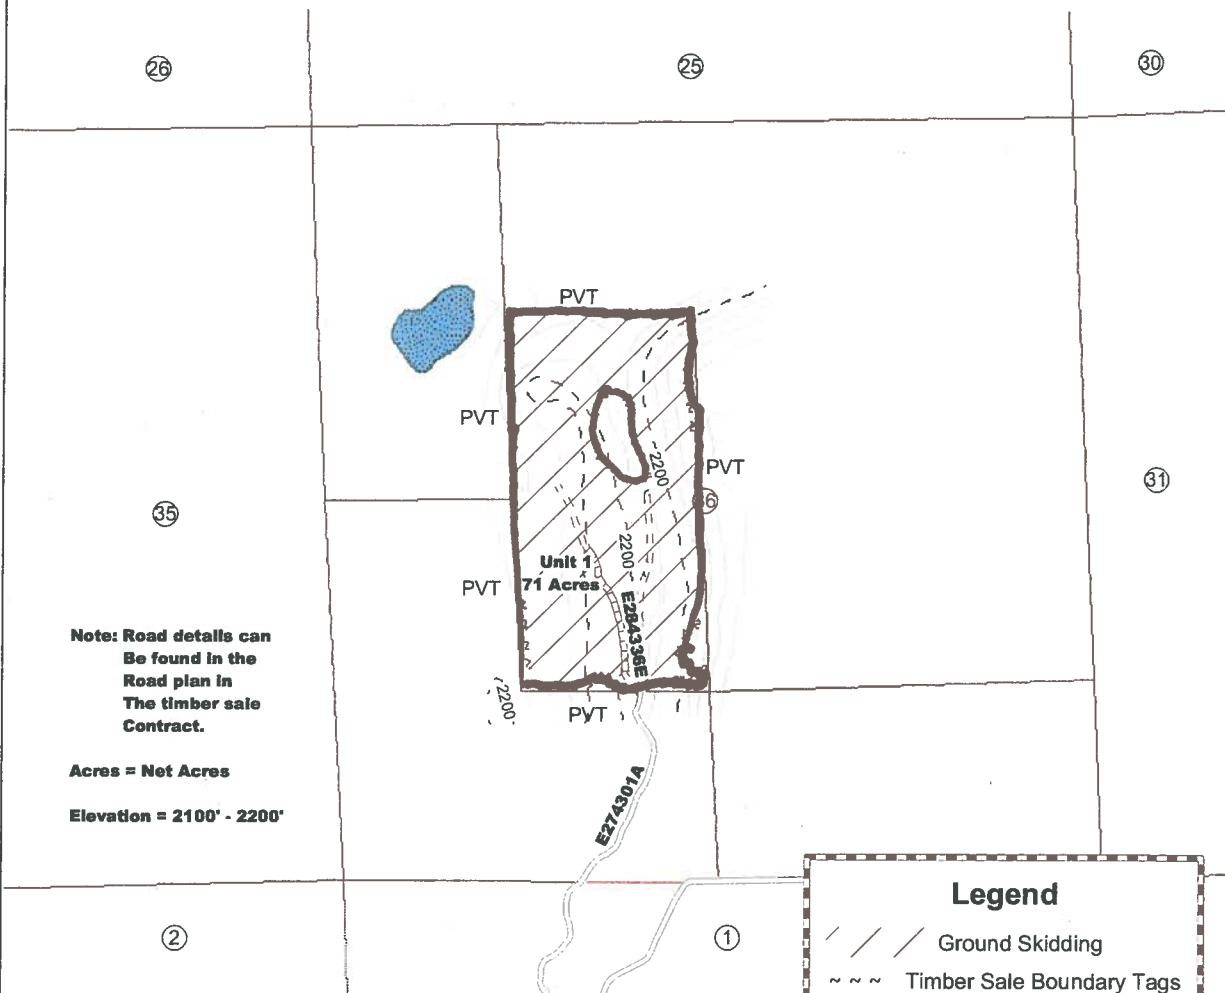 26
25
30
PVT
PVT
2200
PVT
36
31
35
2200
Unit 1
71 Acres
PVT
E284336E
Note: Road details can
Be found in the
Road plan in
The timber sale
Contract.
2200
PVT
Acres = Net Acres
E274301A
Elevation = 2100' - 2200'
Legend
2
1
Ground Skidding
Timber Sale Boundary Tags